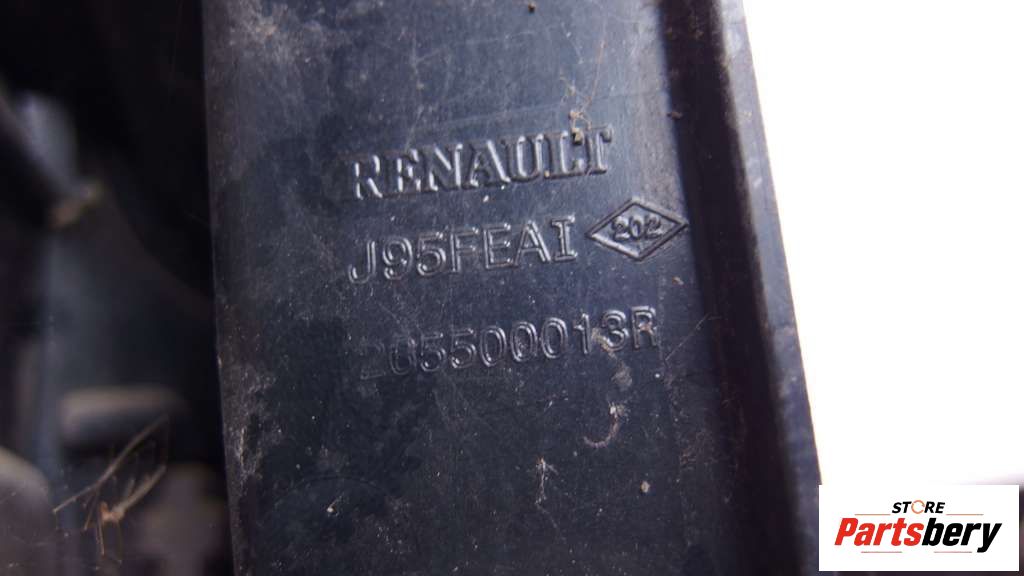 RENAULT
J95FEAI 202
265500013R
STORE
Partsbery